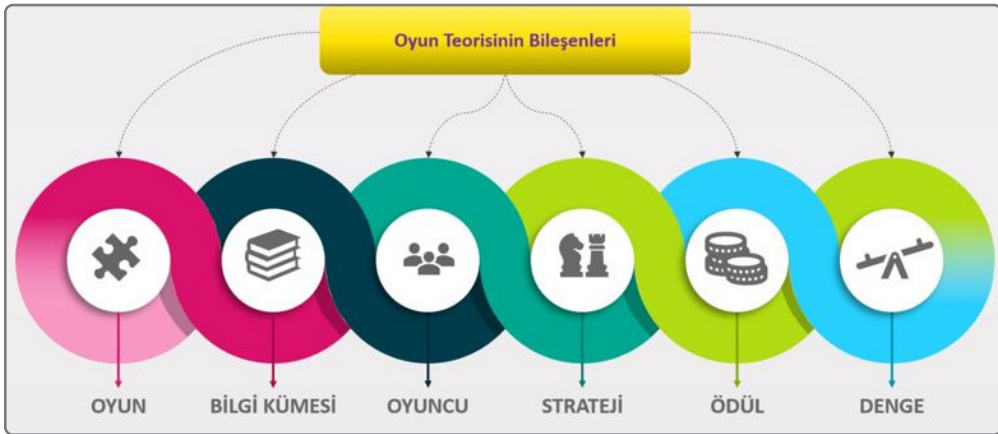 Oyun Teorisinin Bileşenleri
OYUN
BİLGİ KÜMESİ
OYUNCU
STRATEJİ
ÖDÜL
DENGE